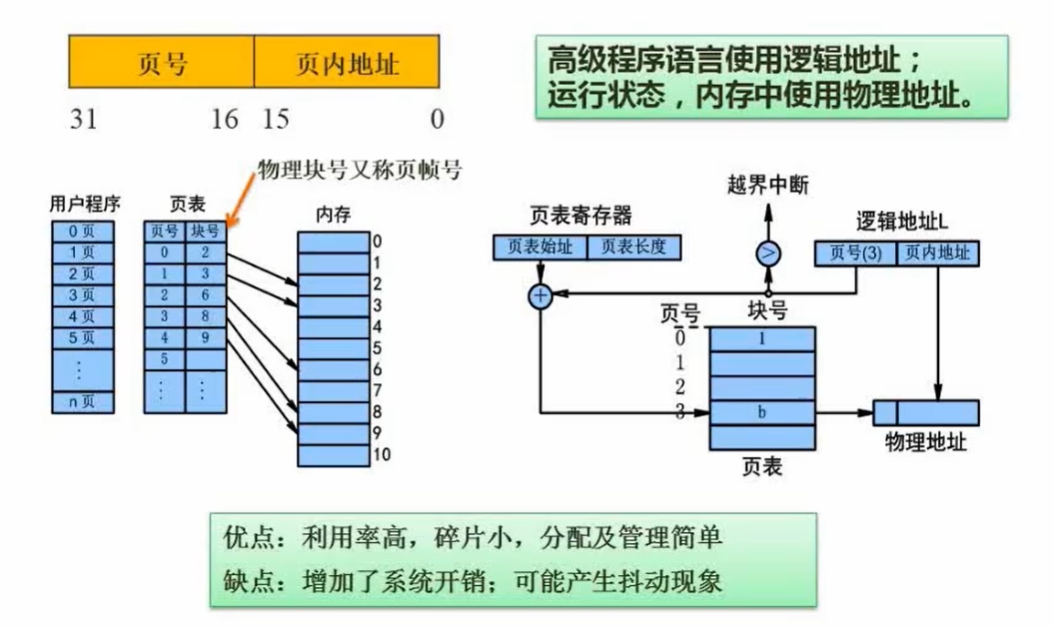 页号 页内地址
31 16 15 0
高级程序语言使用逻辑地址；
运行状态，内存中使用物理地址。
物理块号又称页帧号
用户程序
0页
1页
2页
3页
4页
5页
⋮
n页
页表
页号 块号
0 2
1 3
2 6
3 8
4 9
5
⋮ ⋮
内存
0
1
2
3
4
5
6
7
8
9
10
越界中断
页表寄存器
页表始址 页表长度
>
逻辑地址L
页号(3) 页内地址
+
页号 块号
0 1
1
2
3 b
页表
物理地址
优点：利用率高，碎片小，分配及管理简单
缺点：增加了系统开销；可能产生抖动现象